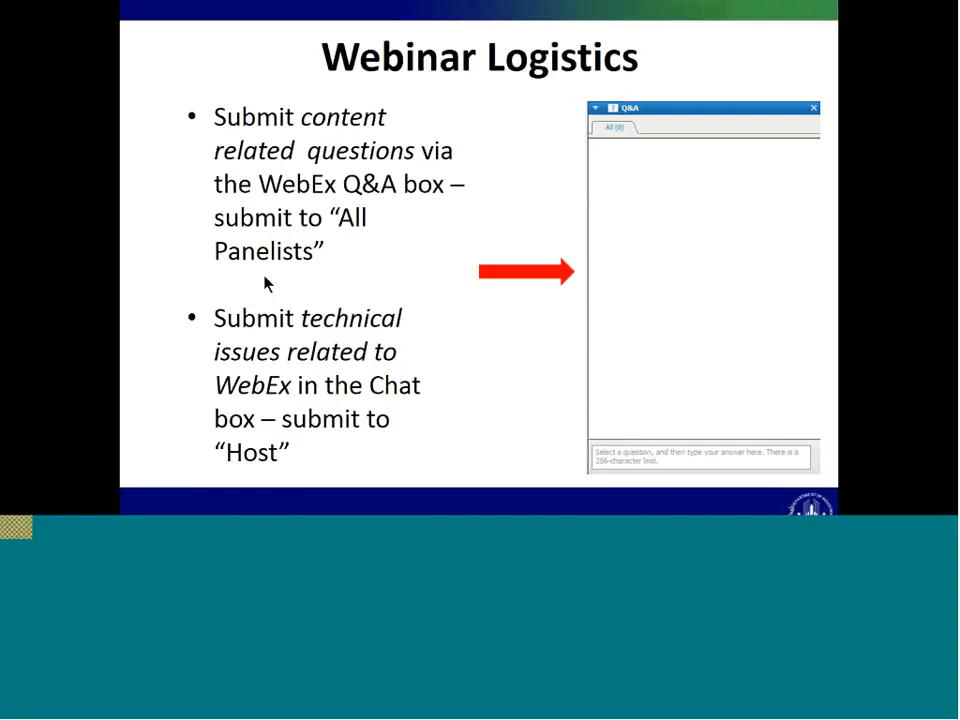 Webinar Logistics
• Submit content
related questions via
the WebEx Q&A box –
submit to “All
Panelists”
• Submit technical
issues related to
WebEx in the Chat
box – submit to
“Host”
? Q&A
All (0)
Select a question, and then type your answer here. There is a
256-character limit.
DEPARTMENT OF